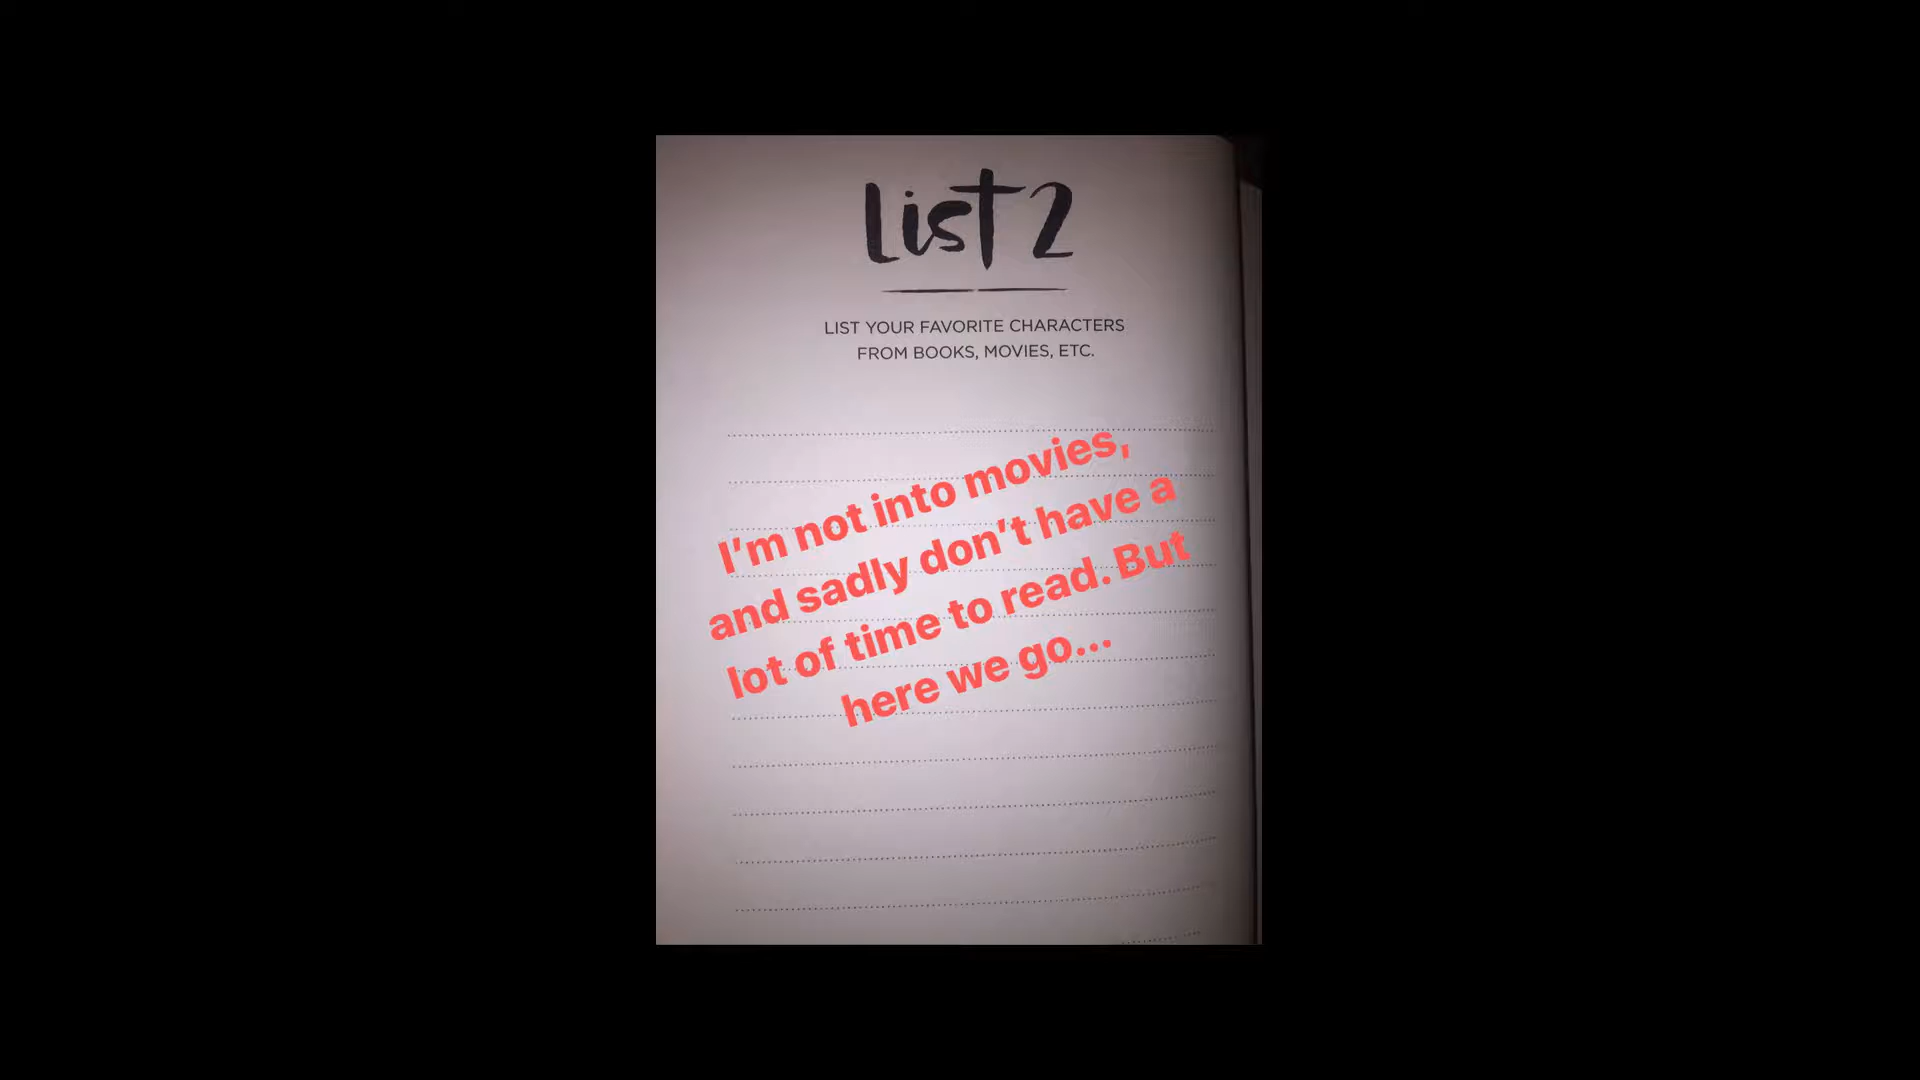 List 2
LIST YOUR FAVORITE CHARACTERS
FROM BOOKS, MOVIES, ETC.
I'm not into movies,
and sadly don't have a
lot of time to read. But
here we go...